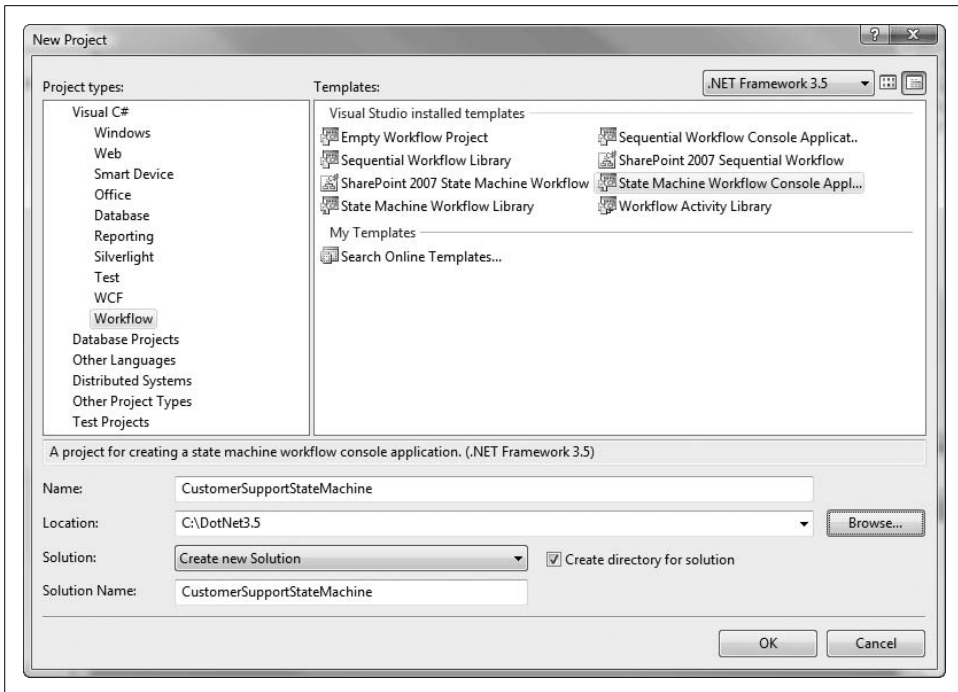 New Project
Project types:
Templates:
.NET Framework 3.5
Visual C#
Windows
Web
Smart Device
Office
Database
Reporting
Silverlight
Test
WCF
Workflow
Database Projects
Other Languages
Distributed Systems
Other Project Types
Test Projects
Visual Studio installed templates
Empty Workflow Project
Sequential Workflow Console Applicat..
Sequential Workflow Library
SharePoint 2007 Sequential Workflow
SharePoint 2007 State Machine Workflow
State Machine Workflow Console Appl...
State Machine Workflow Library
Workflow Activity Library
My Templates
Search Online Templates...
A project for creating a state machine workflow console application. (.NET Framework 3.5)
Name:
CustomerSupportStateMachine
Location:
C:\DotNet3.5
Browse...
Solution:
Create new Solution
Create directory for solution
Solution Name:
CustomerSupportStateMachine
OK
Cancel